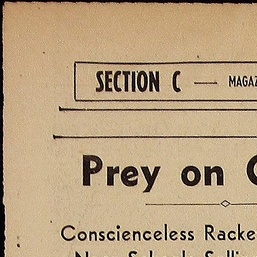 SECTION C — MAGAZ
Prey on
Conscienceless Racke